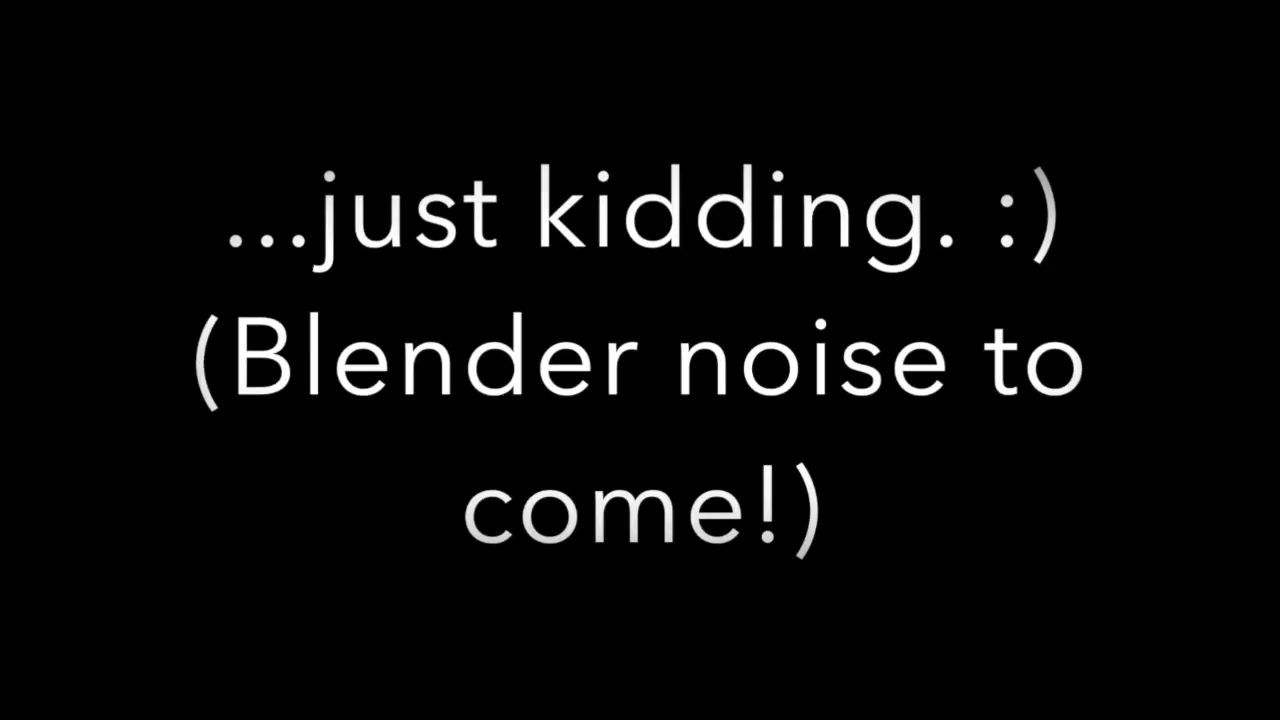 ...just kidding. :)
(Blender noise to
come!)